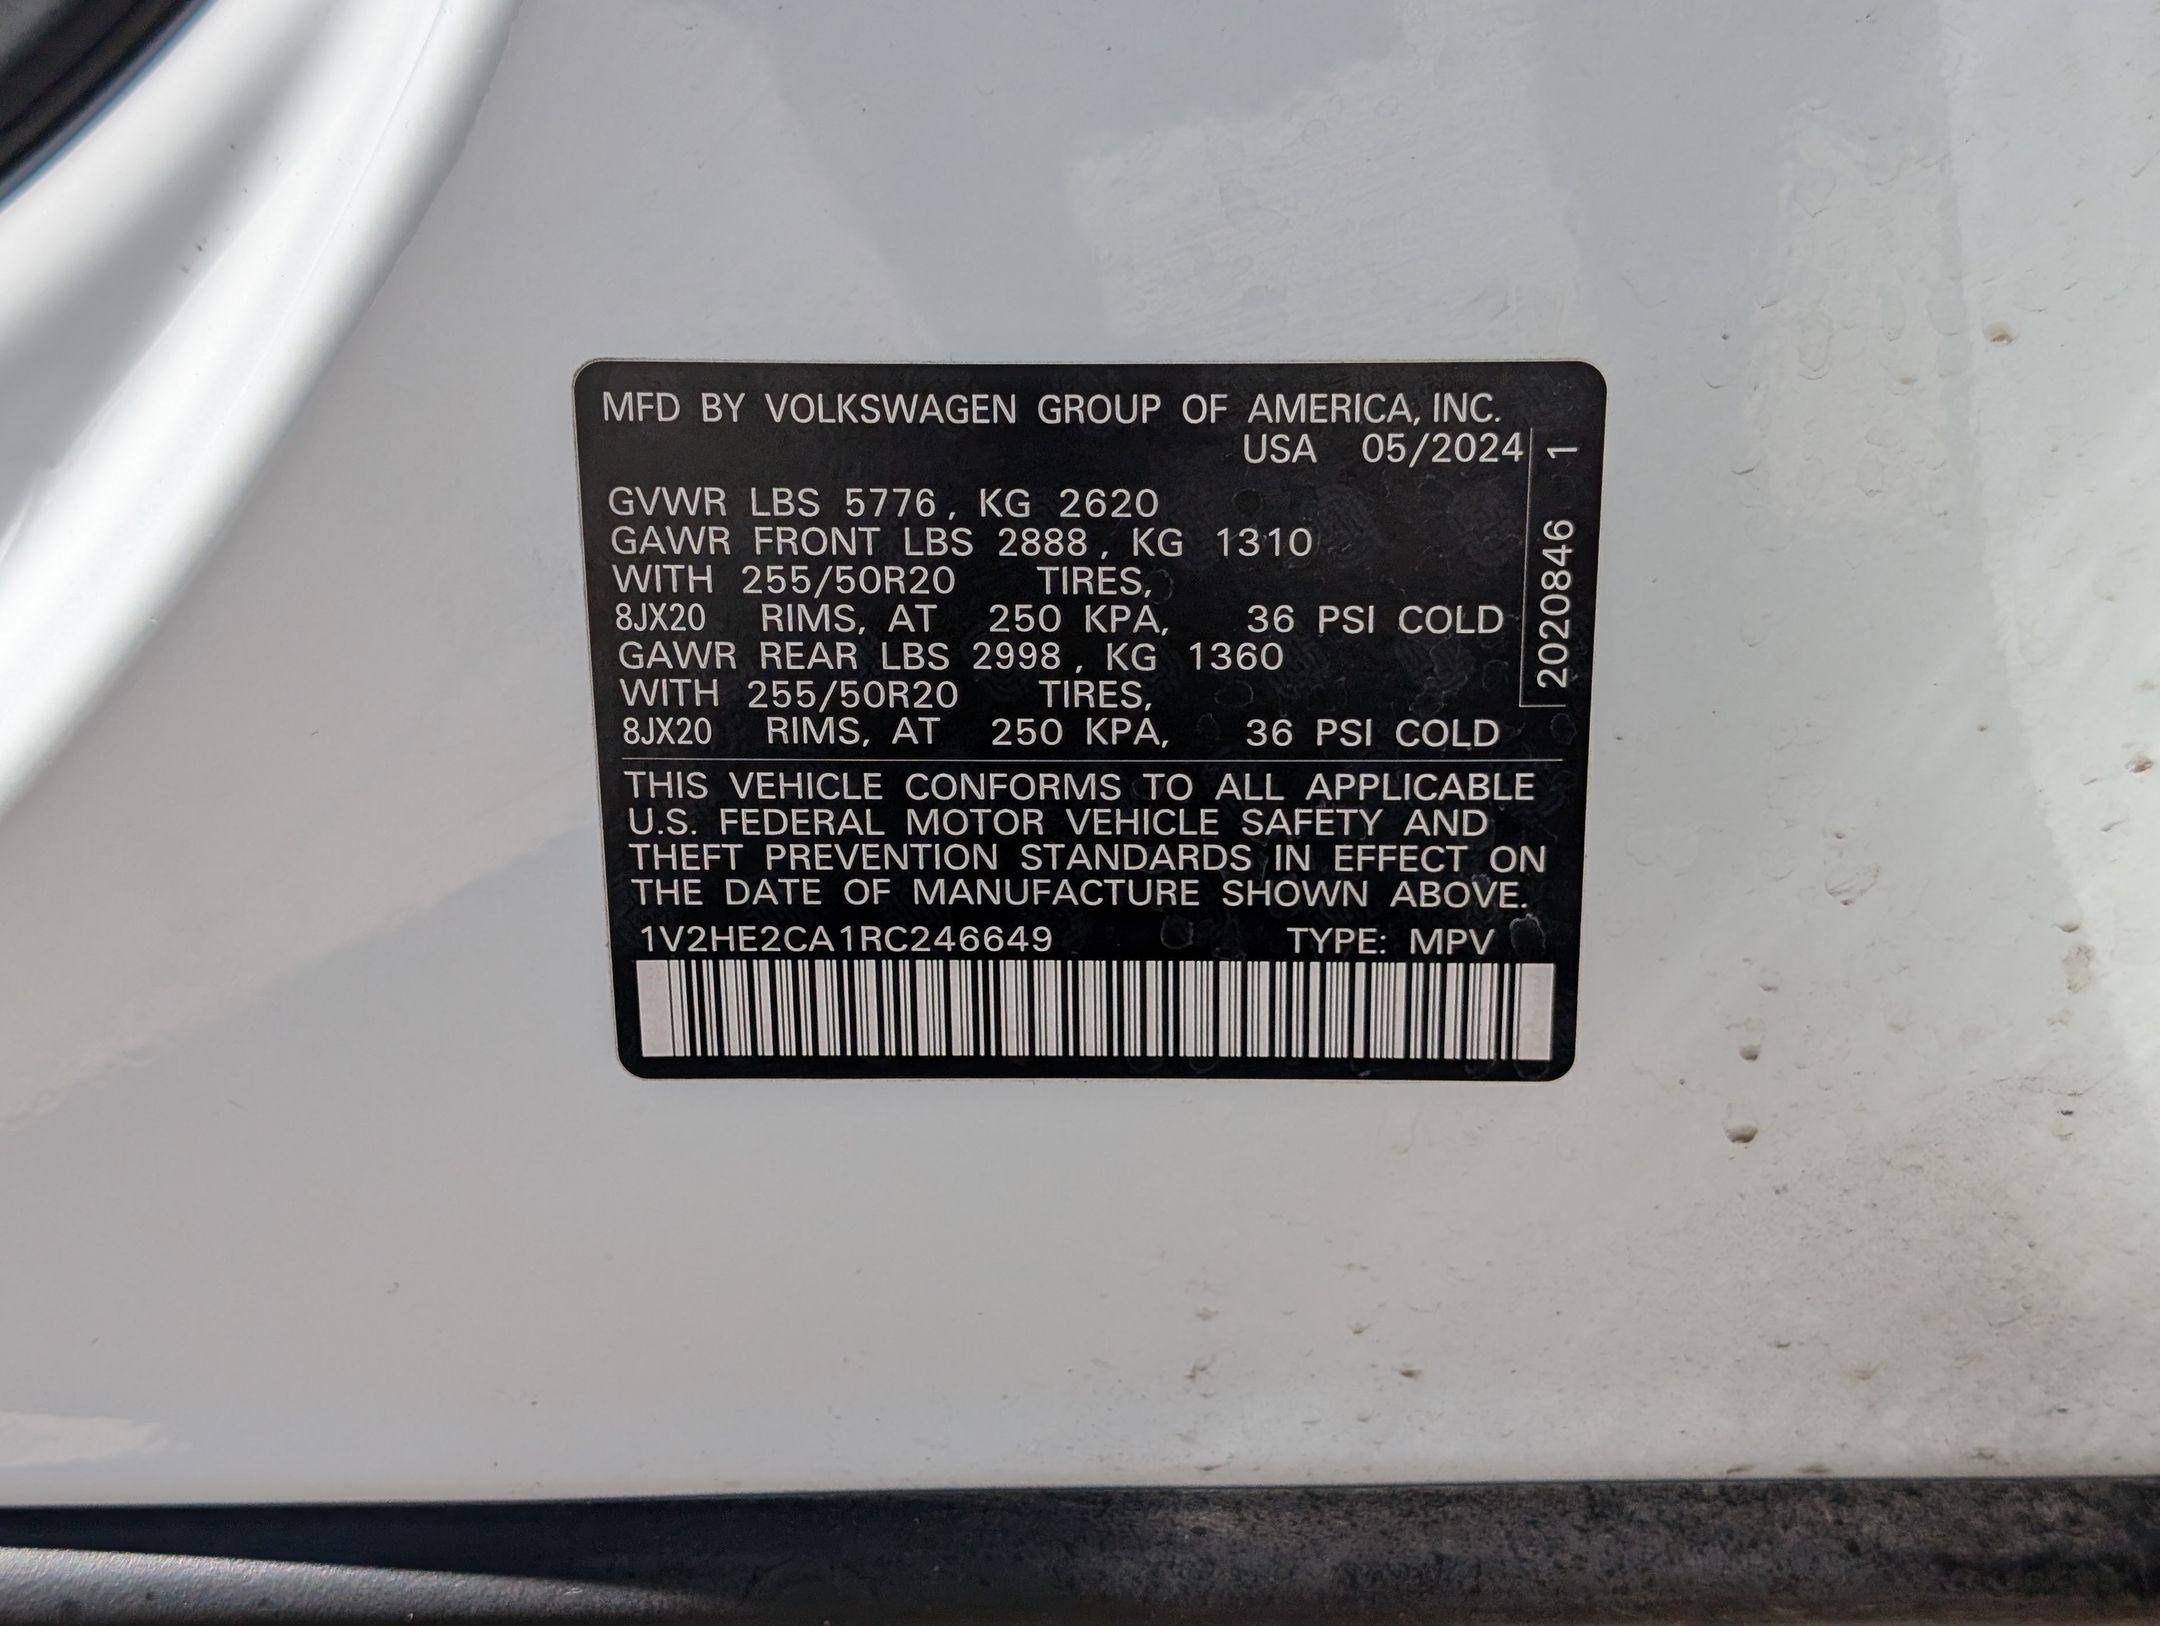 MFD BY VOLKSWAGEN GROUP OF AMERICA, INC.
USA 05/2024
GVWR LBS 5776, KG 2620
GAWR FRONT LBS 2888, KG 1310
WITH 255/50R20 TIRES,
8JX20 RIMS, AT 250 KPA, 36 PSI COLD
GAWR REAR LBS 2998, KG 1360
WITH 255/50R20 TIRES,
8JX20 RIMS, AT 250 KPA, 36 PSI COLD
THIS VEHICLE CONFORMS TO ALL APPLICABLE
U.S. FEDERAL MOTOR VEHICLE SAFETY AND
THEFT PREVENTION STANDARDS IN EFFECT ON
THE DATE OF MANUFACTURE SHOWN ABOVE.
1V2HE2CA1RC246649 TYPE: MPV
2020846 1